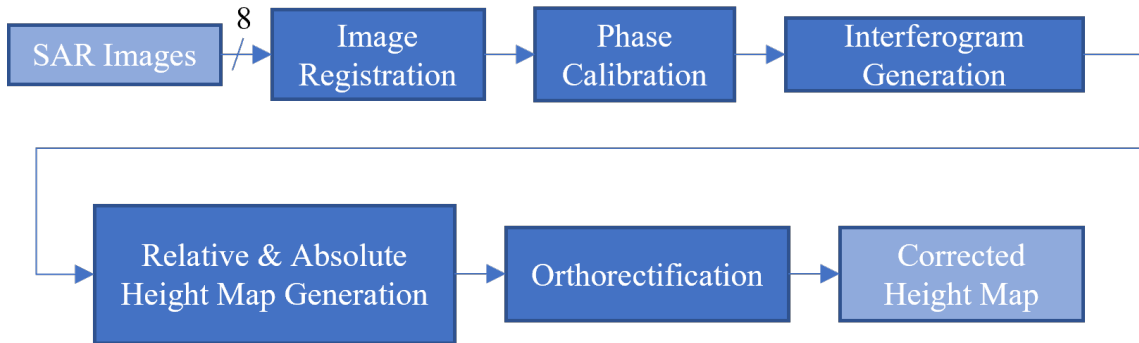 8
SAR Images
Image
Registration
Phase
Calibration
Interferogram
Generation
Relative & Absolute
Height Map Generation
Orthorectification
Corrected
Height Map